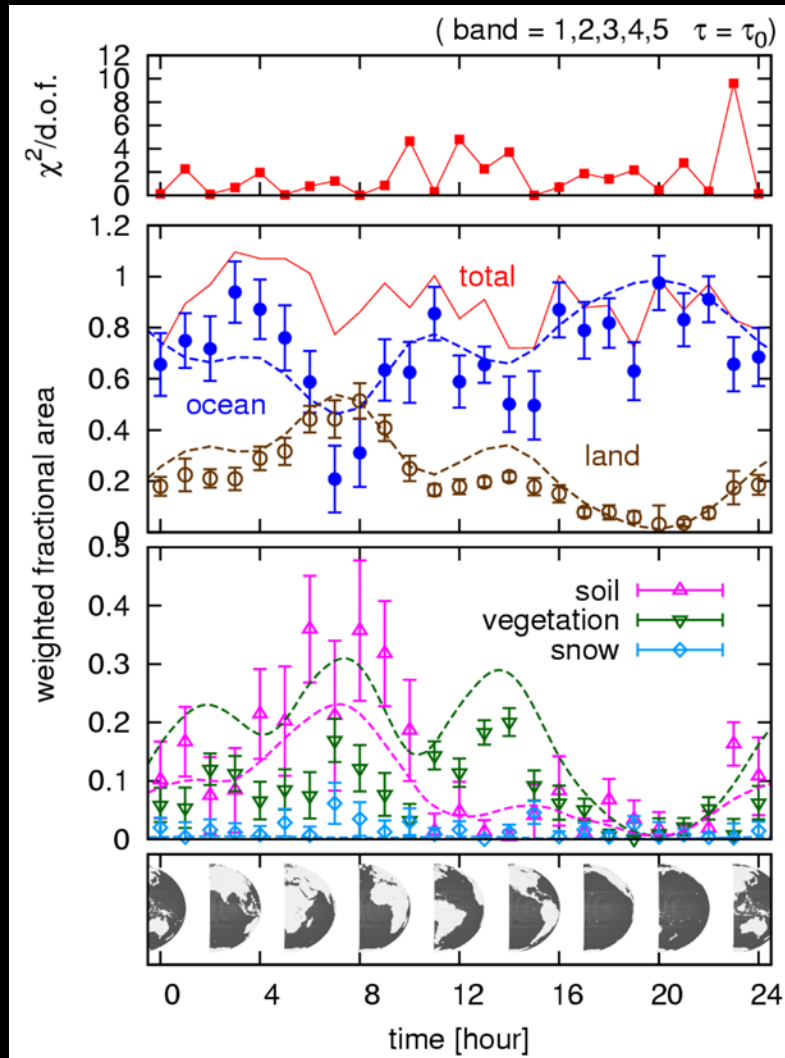 ( band = 1,2,3,4,5 τ = τ₀)
χ²/d.o.f.
12
10
8
6
4
2
0
weighted fractional area
1.2
1
0.8
0.6
0.4
0.2
0
total
ocean
land
0.5
0.4
0.3
0.2
0.1
0
soil
vegetation
snow
0 4 8 12 16 20 24
time [hour]